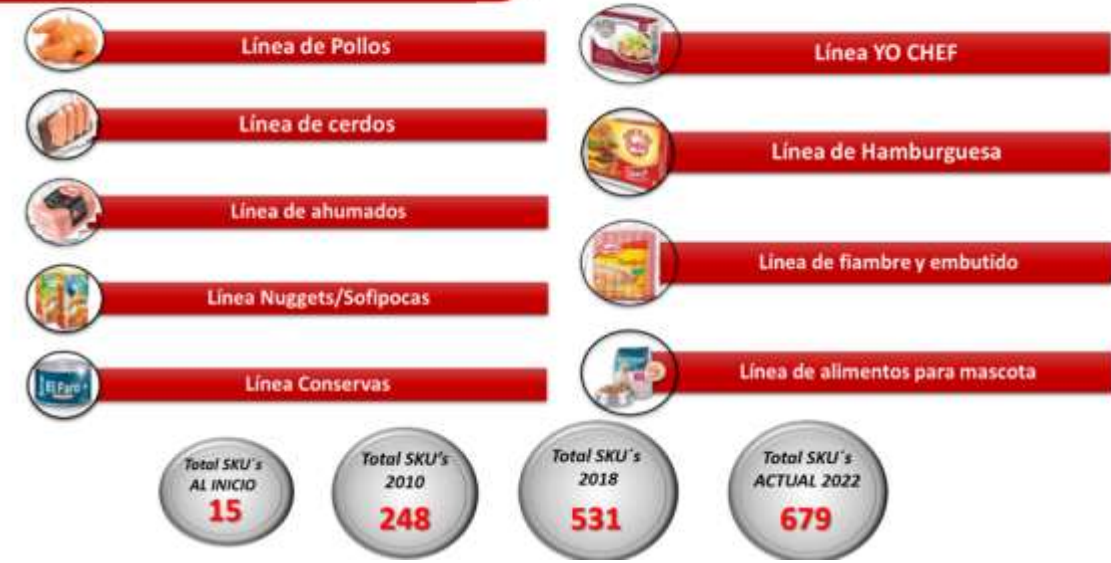 Línea de Pollos
Línea de cerdos
Línea de ahumados
Línea Nuggets/Sofipocas
Línea Conservas
El Faro
Línea YO CHEF
Línea de Hamburguesa
Línea de fiambre y embutido
Línea de alimentos para mascota
Total SKU´s
AL INICIO
15
Total SKU's
2010
248
Total SKU´s
2018
531
Total SKU´s
ACTUAL 2022
679